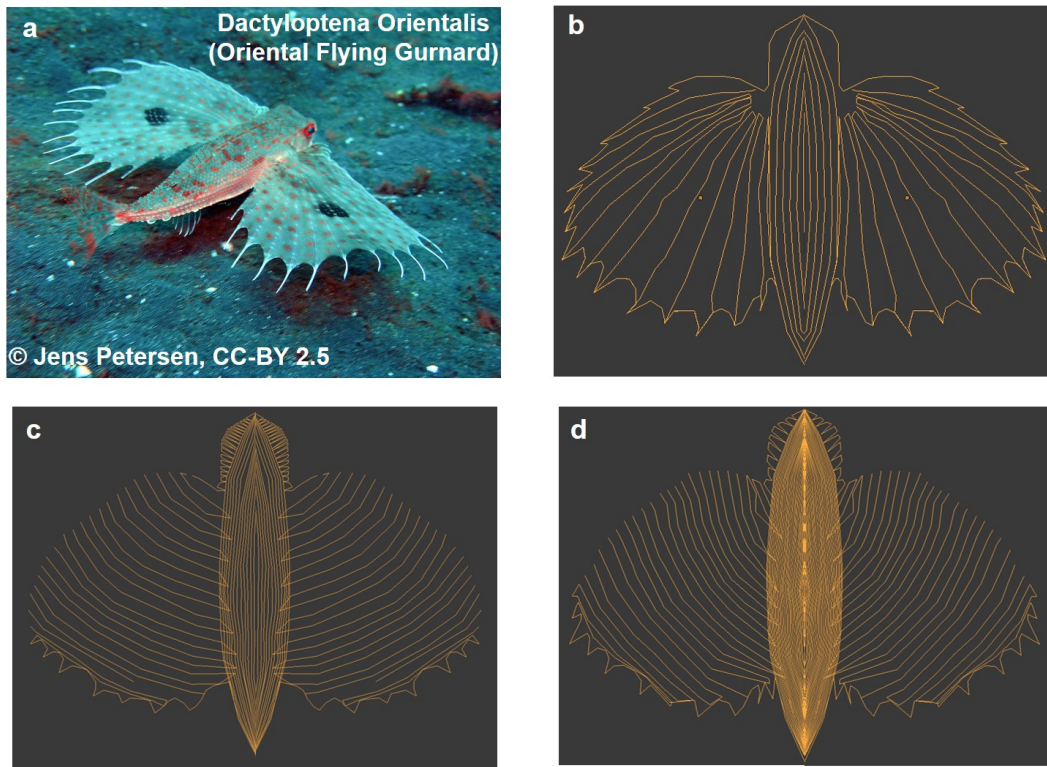 a
Dactyloptena Orientalis
(Oriental Flying Gurnard)
© Jens Petersen, CC-BY 2.5
b
c
d